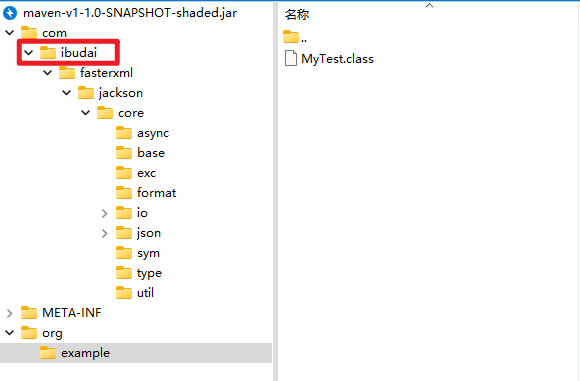 maven-v1-1.0-SNAPSHOT-shaded.jar
com
ibudai
fasterxml
jackson
core
async
base
exc
format
io
json
sym
type
util
META-INF
org
example
名称
..
MyTest.class